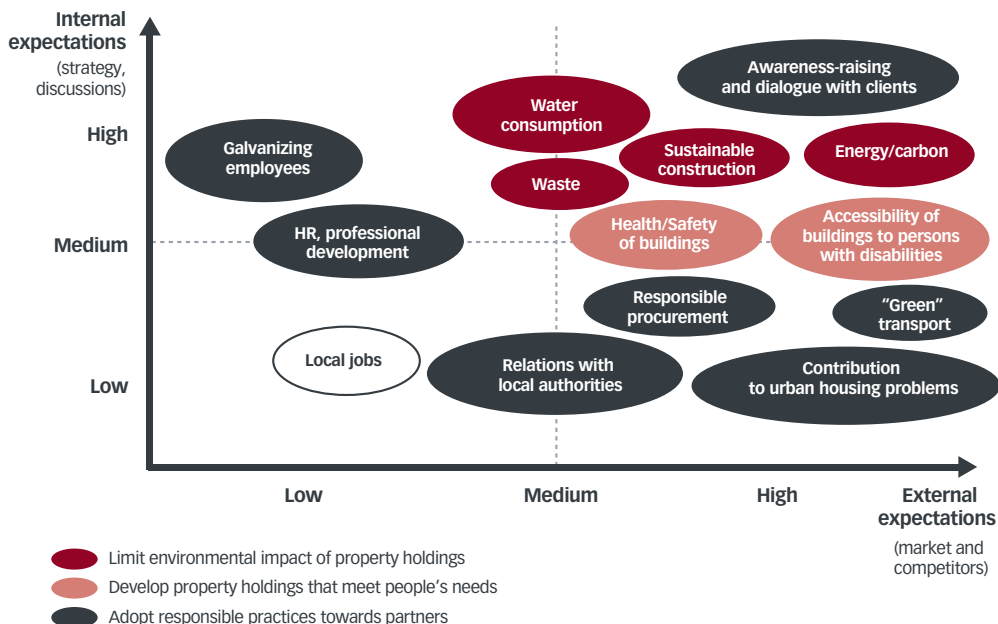 Internal
expectations
(strategy,
discussions)
High
Medium
Low
Awareness-raising
and dialogue with clients
Water
consumption
Galvanizing
employees
Sustainable
construction
Energy/carbon
Waste
HR, professional
development
Health/Safety
of buildings
Accessibility of
buildings to persons
with disabilities
Responsible
procurement
“Green”
transport
Local jobs
Relations with
local authorities
Contribution
to urban housing problems
Low
Medium
High
External
expectations
(market and
competitors)
Limit environmental impact of property holdings
Develop property holdings that meet people’s needs
Adopt responsible practices towards partners